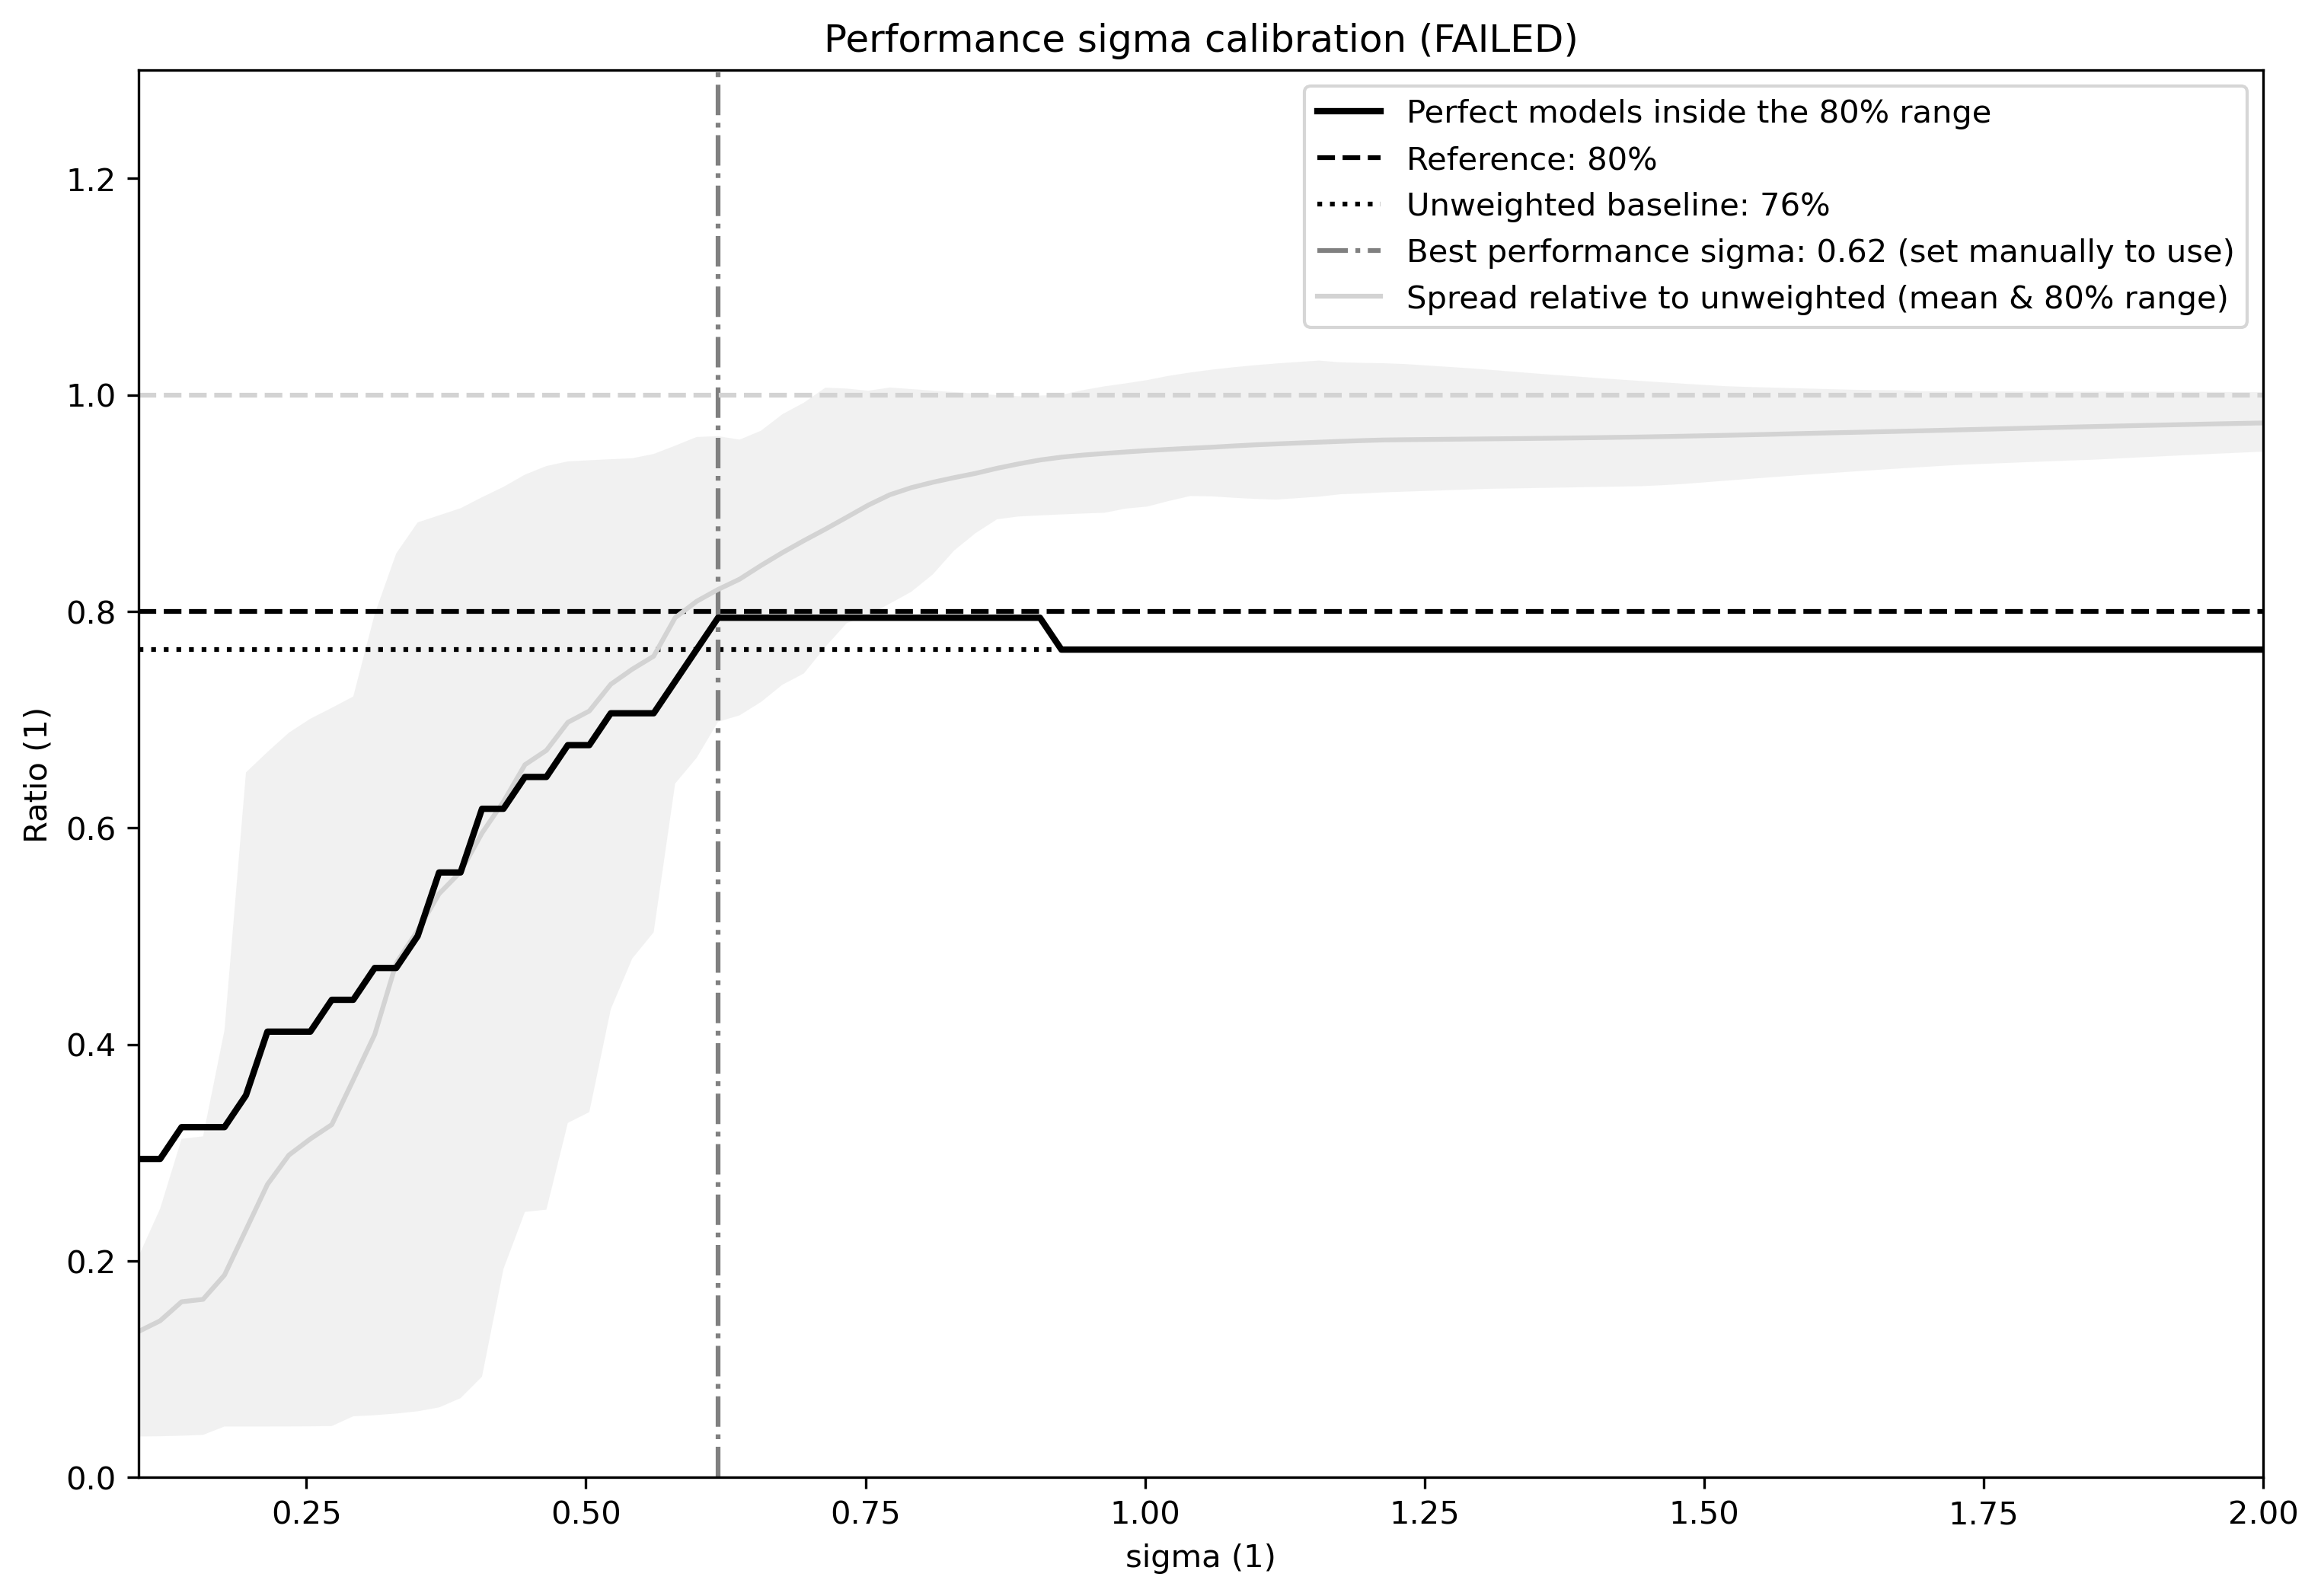 Performance sigma calibration (FAILED)
Perfect models inside the 80% range
Reference: 80%
Unweighted baseline: 76%
Best performance sigma: 0.62 (set manually to use)
Spread relative to unweighted (mean & 80% range)
Ratio (1)
1.2
1.0
0.8
0.6
0.4
0.2
0.0
0.25 0.50 0.75 1.00 1.25 1.50 1.75 2.00
sigma (1)